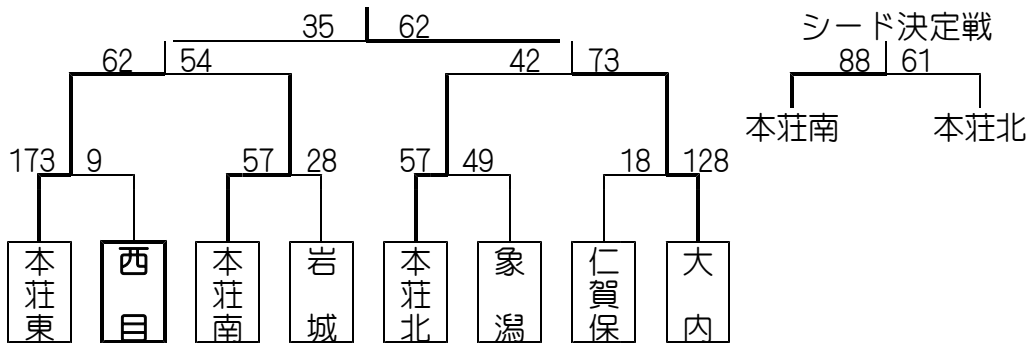 35 62
シード決定戦
62 54 42 73 88 61
本荘南 本荘北
173 9 57 28 57 49 18 128
本荘東
西目
本荘南
岩城
本荘北
象潟
仁賀保
大内